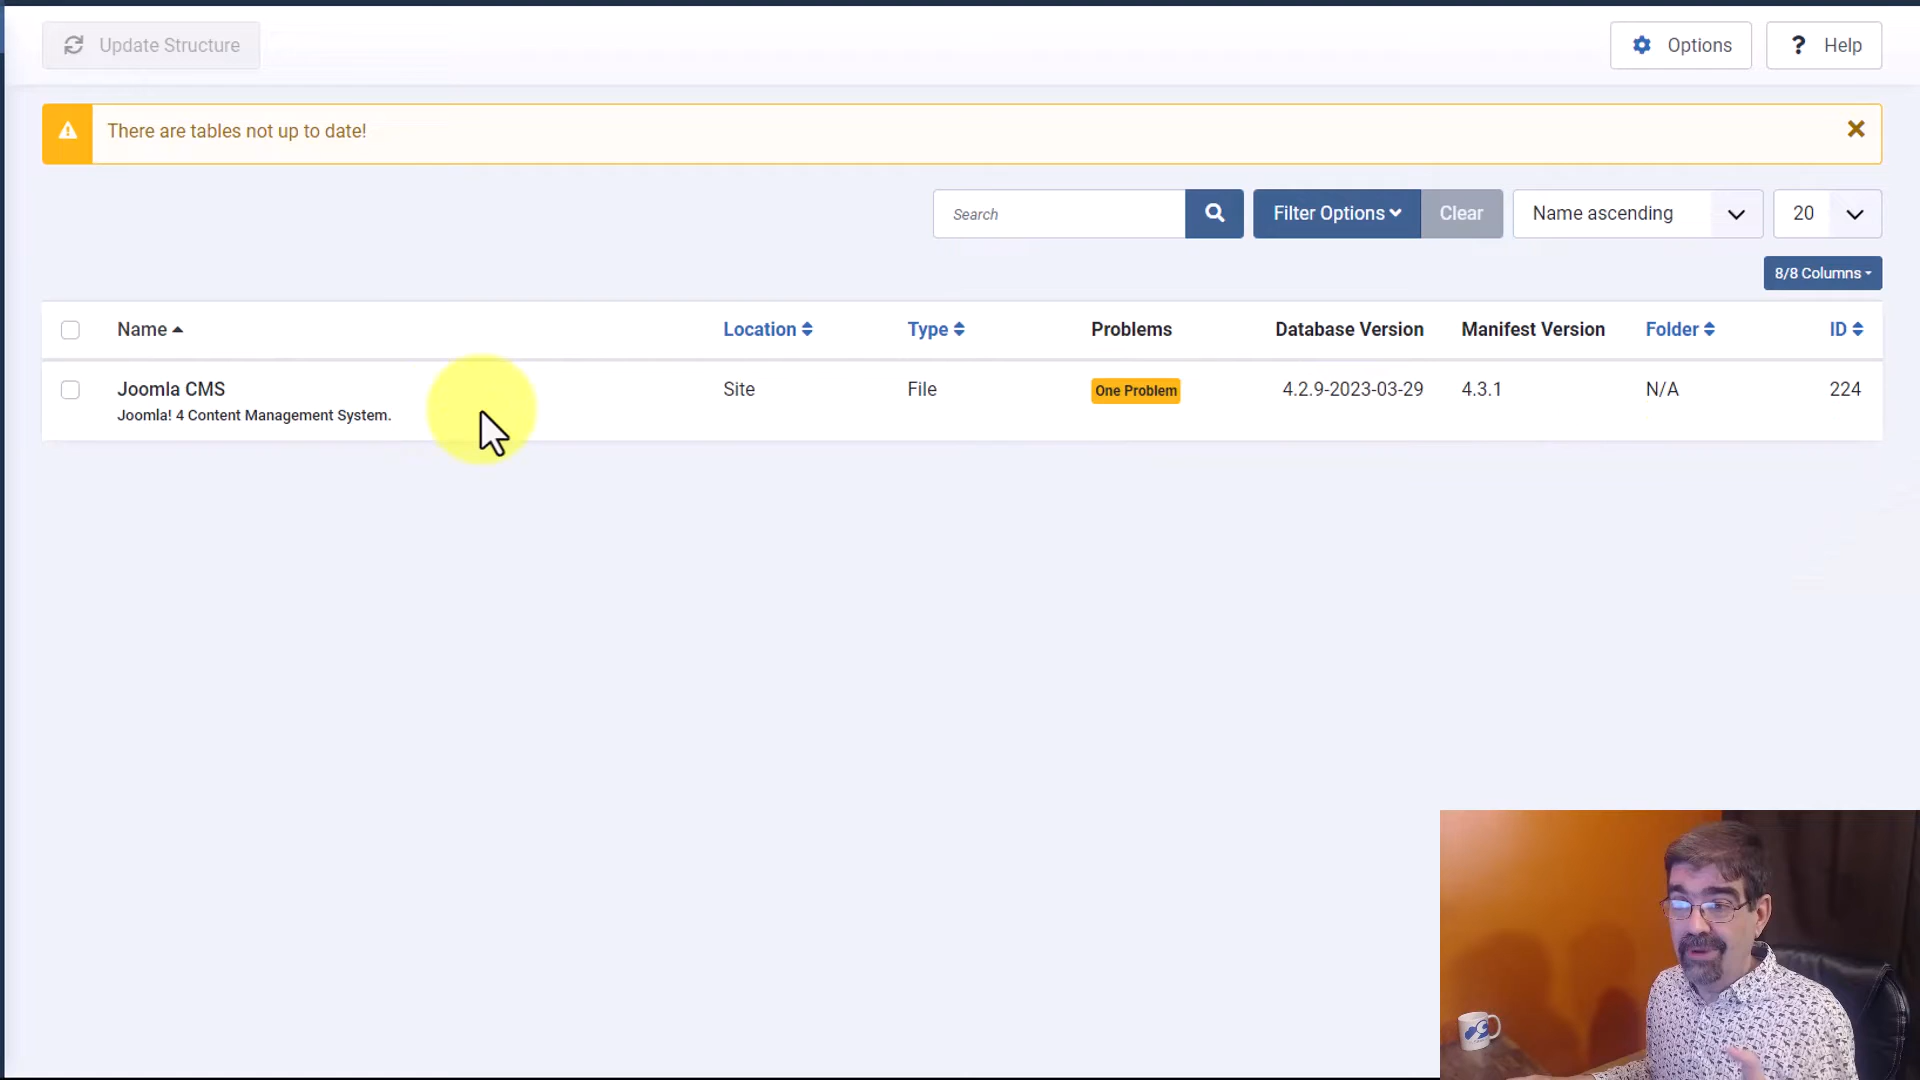 Update Structure
Options
? Help
There are tables not up to date!
Search
Filter Options
Clear
Name ascending
20
8/8 Columns
Name Location Type Problems Database Version Manifest Version Folder ID
Joomla CMS Site File One Problem 4.2.9-2023-03-29 4.3.1 N/A 224
Joomla! 4 Content Management System.